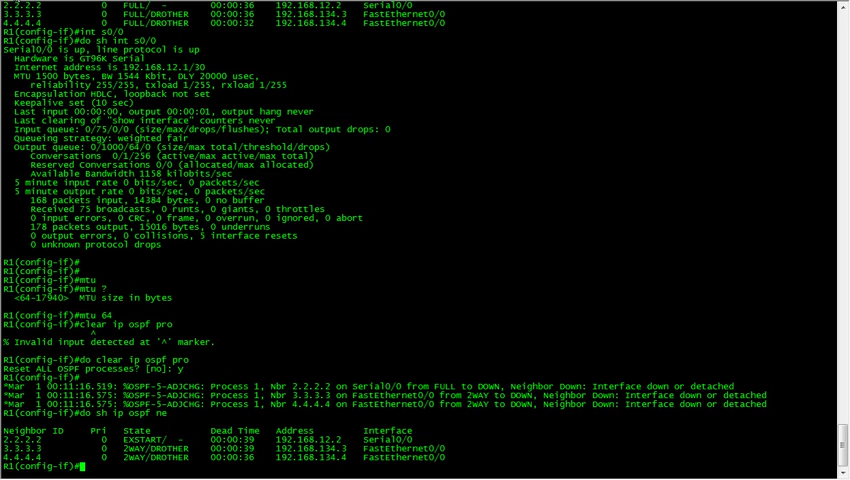 2.2.2.2 0 FULL/ - 00:00:36 192.168.12.2 Serial0/0
3.3.3.3 0 FULL/DROTHER 00:00:36 192.168.134.3 FastEthernet0/0
4.4.4.4 0 FULL/DROTHER 00:00:32 192.168.134.4 FastEthernet0/0
R1(config-if)#int s0/0
R1(config-if)#do sh int s0/0
Serial0/0 is up, line protocol is up
Hardware is GT96K Serial
Internet address is 192.168.12.1/30
MTU 1500 bytes, BW 1544 Kbit, DLY 20000 usec,
reliability 255/255, txload 1/255, rxload 1/255
Encapsulation HDLC, loopback not set
Keepalive set (10 sec)
Last input 00:00:00, output 00:00:01, output hang never
Last clearing of "show interface" counters never
Input queue: 0/75/0/0 (size/max/drops/flushes); Total output drops: 0
Queueing strategy: weighted fair
Output queue: 0/1000/64/0 (size/max total/threshold/drops)
Conversations 0/1/256 (active/max active/max total)
Reserved Conversations 0/0 (allocated/max allocated)
Available Bandwidth 1158 kilobits/sec
5 minute input rate 0 bits/sec, 0 packets/sec
5 minute output rate 0 bits/sec, 0 packets/sec
168 packets input, 14384 bytes, 0 no buffer
Received 75 broadcasts, 0 runts, 0 giants, 0 throttles
0 input errors, 0 CRC, 0 frame, 0 overrun, 0 ignored, 0 abort
178 packets output, 15016 bytes, 0 underruns
0 output errors, 0 collisions, 5 interface resets
0 unknown protocol drops
R1(config-if)#
R1(config-if)#
R1(config-if)#mtu
R1(config-if)#mtu ?
<64-17940> MTU size in bytes
R1(config-if)#mtu 64
R1(config-if)#clear ip ospf pro
^
% Invalid input detected at '^' marker.
R1(config-if)#do clear ip ospf pro
Reset ALL OSPF processes? [no]: y
R1(config-if)#
*Mar 1 00:11:16.519: %OSPF-5-ADJCHG: Process 1, Nbr 2.2.2.2 on Serial0/0 from FULL to DOWN, Neighbor Down: Interface down or detached
*Mar 1 00:11:16.575: %OSPF-5-ADJCHG: Process 1, Nbr 3.3.3.3 on FastEthernet0/0 from 2WAY to DOWN, Neighbor Down: Interface down or detached
*Mar 1 00:11:16.575: %OSPF-5-ADJCHG: Process 1, Nbr 4.4.4.4 on FastEthernet0/0 from 2WAY to DOWN, Neighbor Down: Interface down or detached
R1(config-if)#do sh ip ospf ne
Neighbor ID Pri State Dead Time Address Interface
2.2.2.2 0 EXSTART/ - 00:00:39 192.168.12.2 Serial0/0
3.3.3.3 0 2WAY/DROTHER 00:00:39 192.168.134.3 FastEthernet0/0
4.4.4.4 0 2WAY/DROTHER 00:00:36 192.168.134.4 FastEthernet0/0
R1(config-if)#